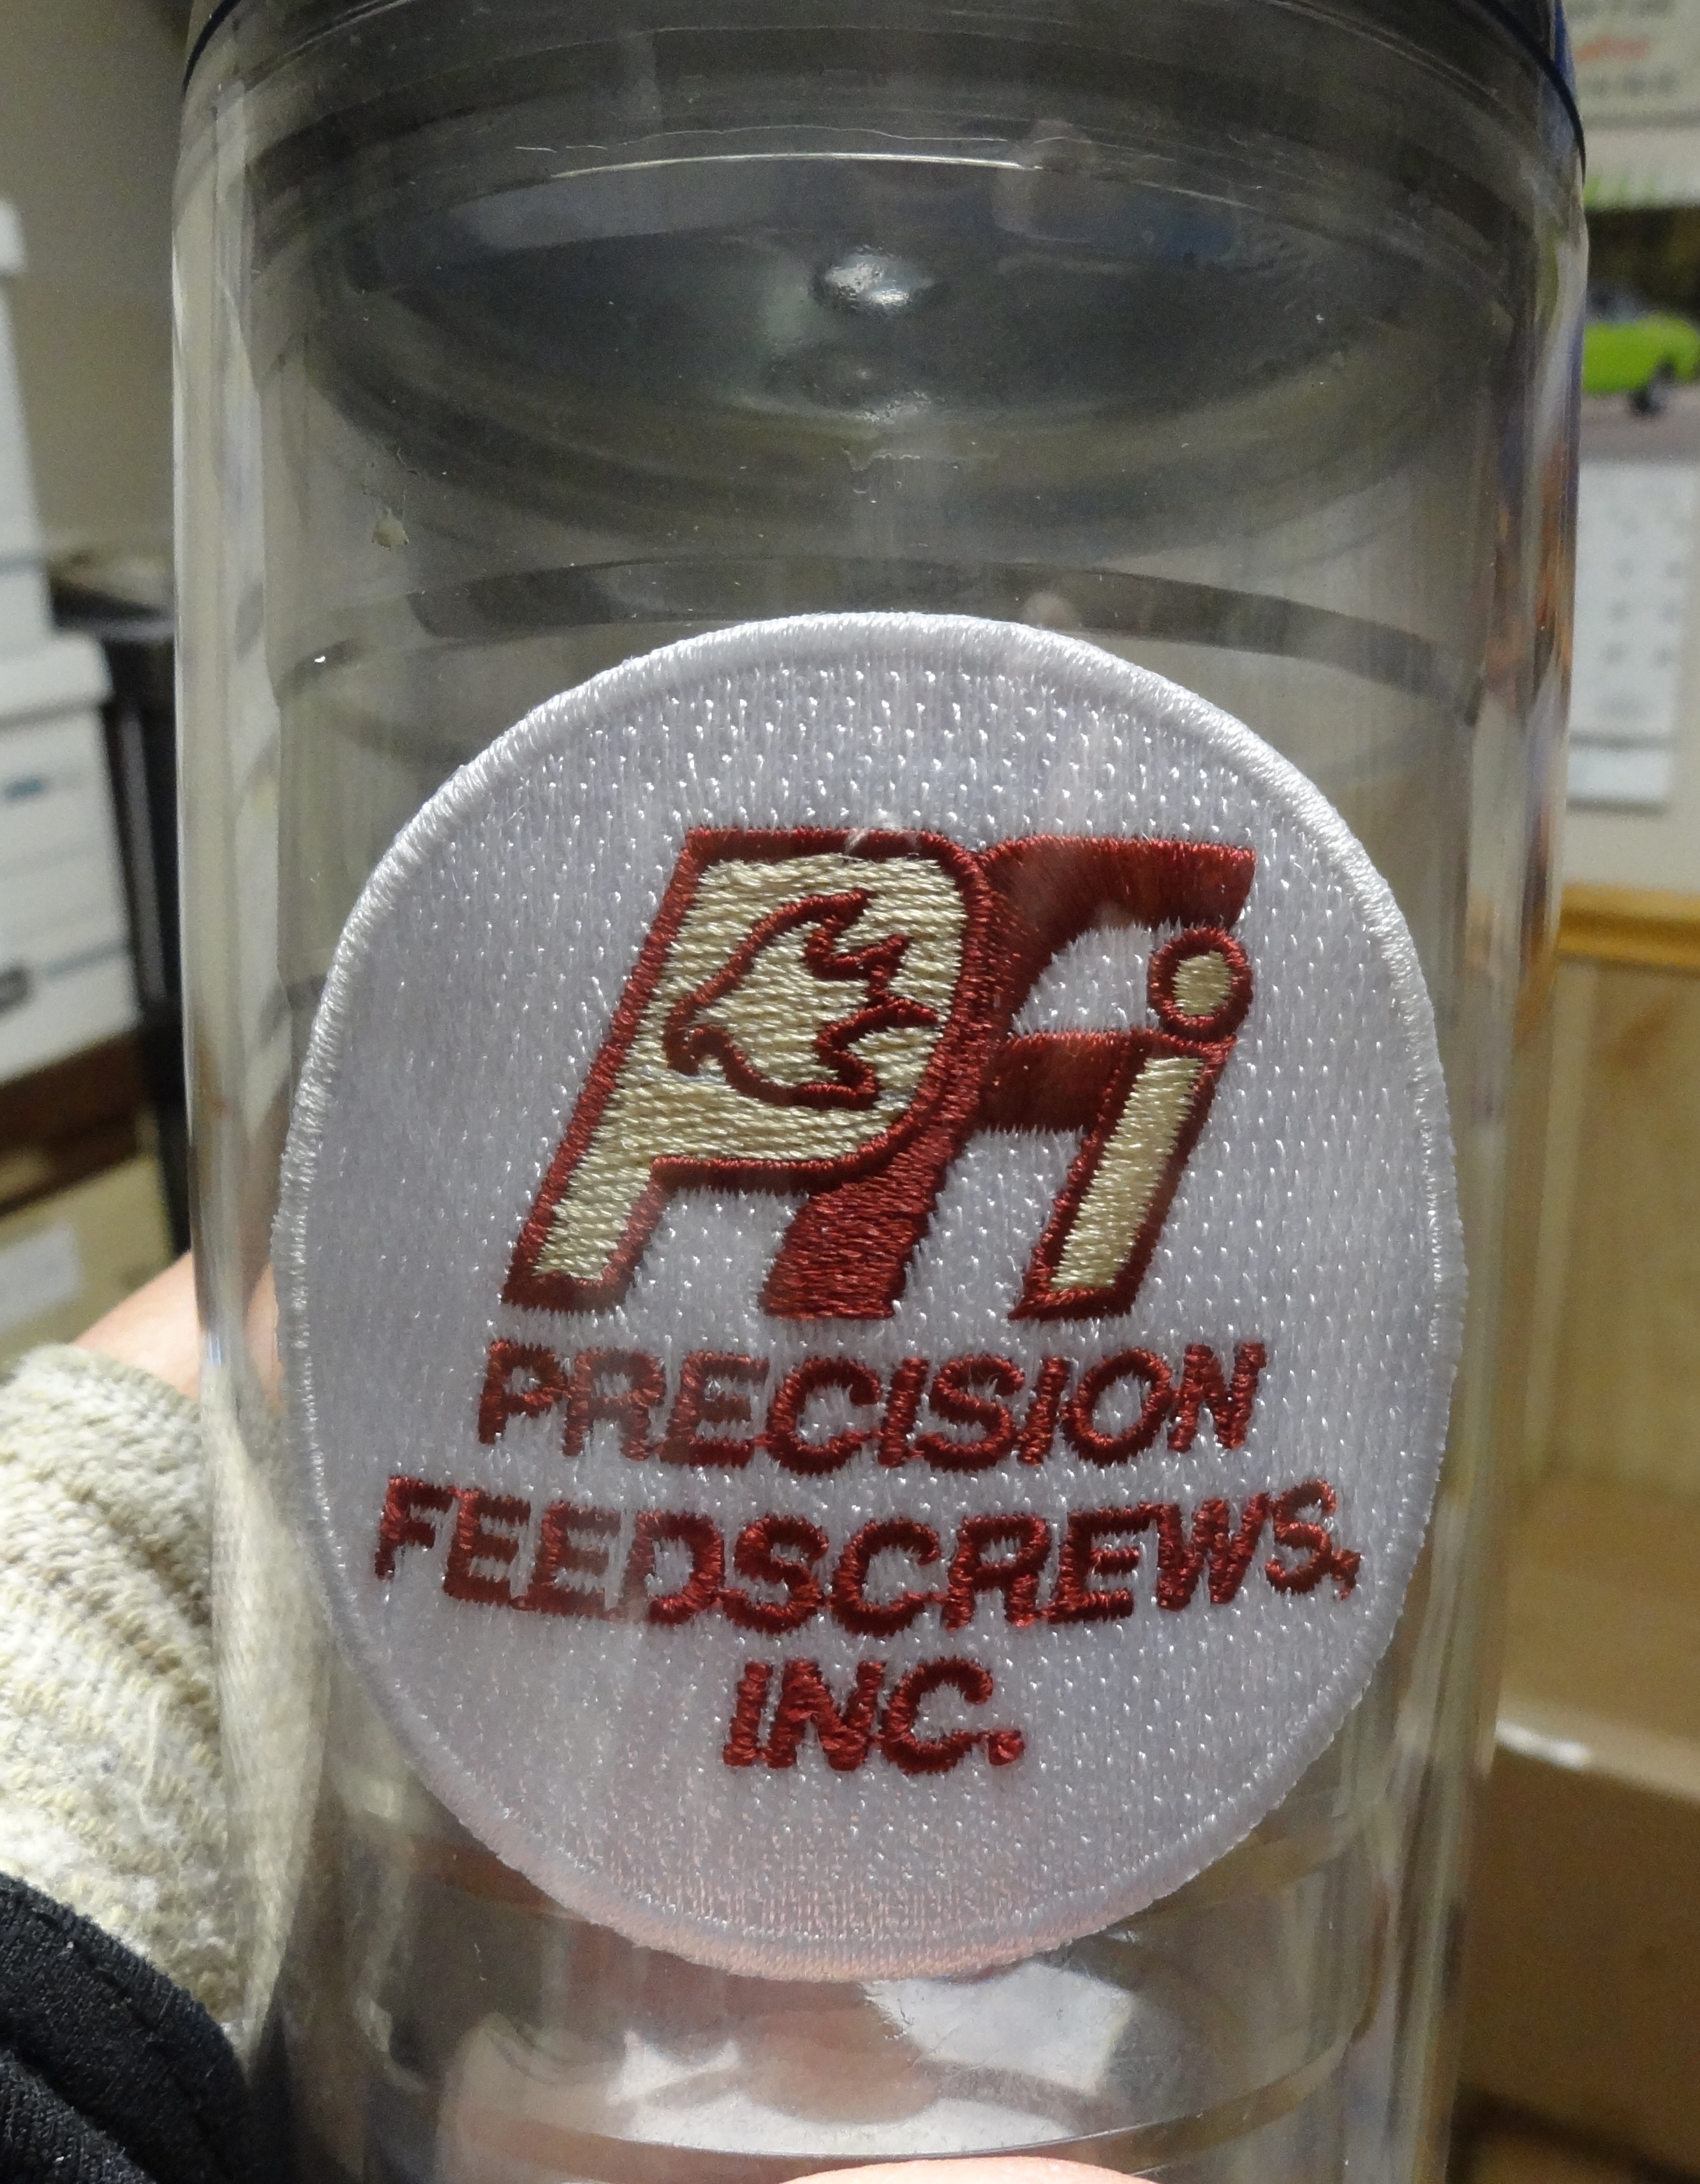 PFi
PRECISION
FEEDSCREWS,
INC.